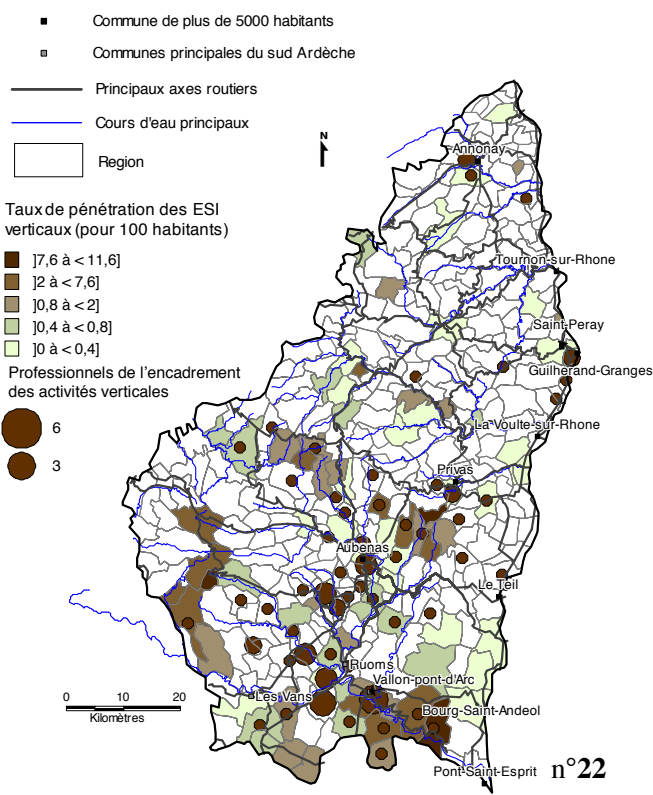 Commune de plus de 5000 habitants
Communes principales du sud Ardèche
Principaux axes routiers
Cours d'eau principaux
Region
N
Taux de pénétration des ESI
verticaux (pour 100 habitants)
]7,6 à < 11,6]
]2 à < 7,6]
]0,8 à < 2]
]0,4 à < 0,8]
]0 à < 0,4]
Professionnels de l'encadrement
des activités verticales
6
3
Annonay
Tournon-sur-Rhone
Saint-Peray
Guilherand-Granges
La Voulte-sur-Rhone
Privas
Aubenas
Le Teil
Ruoms
Vallon-pont-d'Arc
Les Vans
Bourg-Saint-Andeol
0 10 20
Kilomètres
Pont-Saint-Esprit
n°22